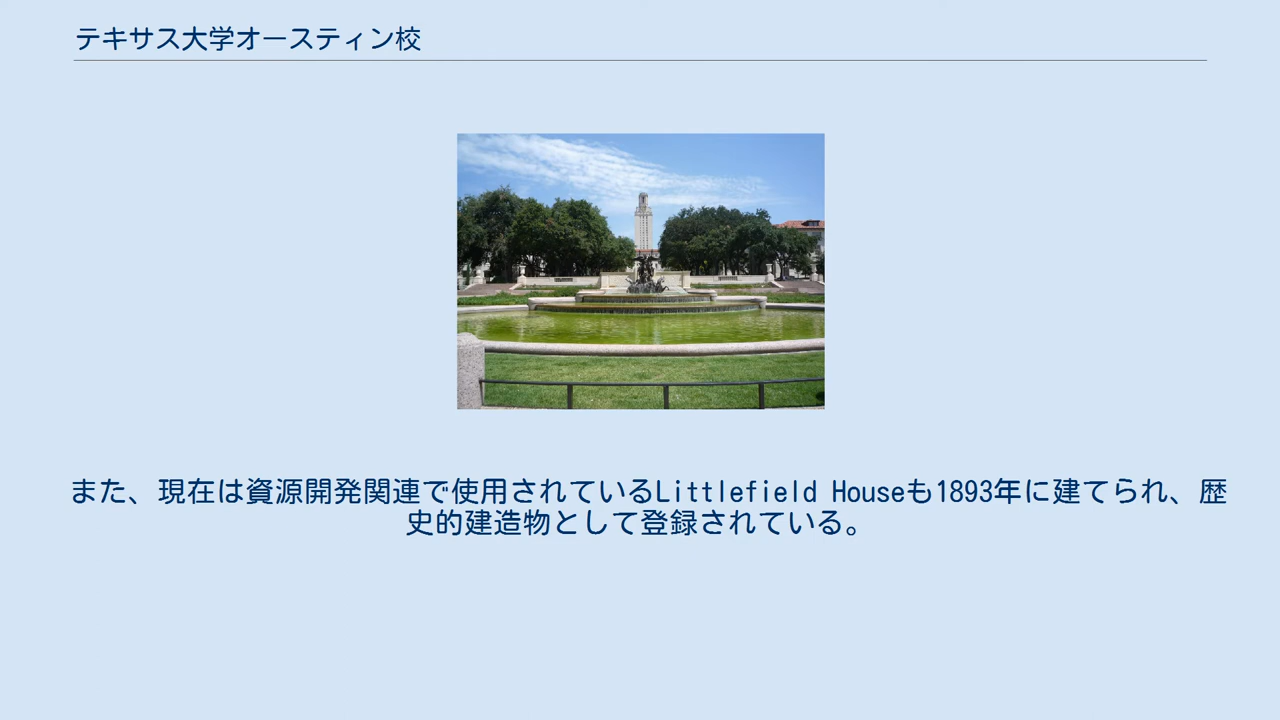 テキサス大学オースティン校
また、現在は資源開発関連で使用されているLittlefield Houseも1893年に建てられ、歴
史的建造物として登録されている。